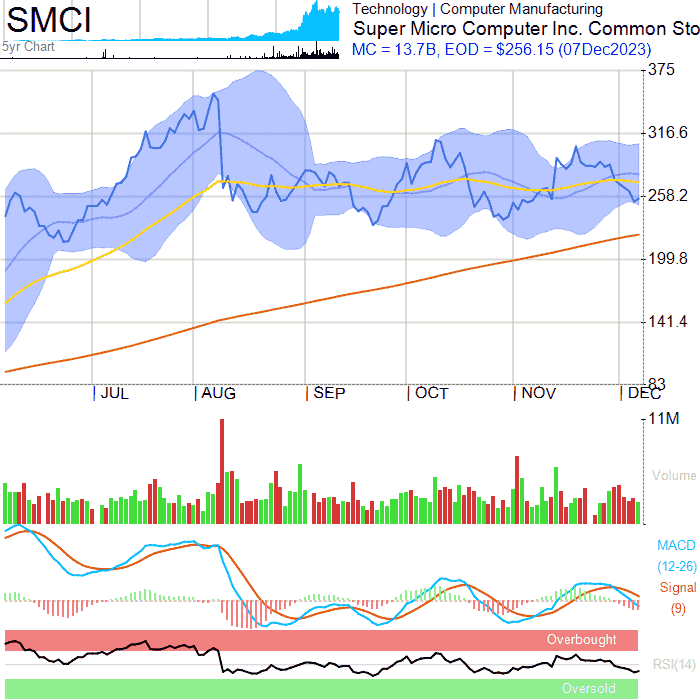 SMCI
5yr Chart
Technology | Computer Manufacturing
Super Micro Computer Inc. Common Sto
MC = 13.7B, EOD = $256.15 (07Dec2023)
375
316.6
258.2
199.8
141.4
83
JUL
AUG
SEP
OCT
NOV
DEC
11M
Volume
MACD
(12-26)
Signal
(9)
Overbought
RSI(14)
Oversold